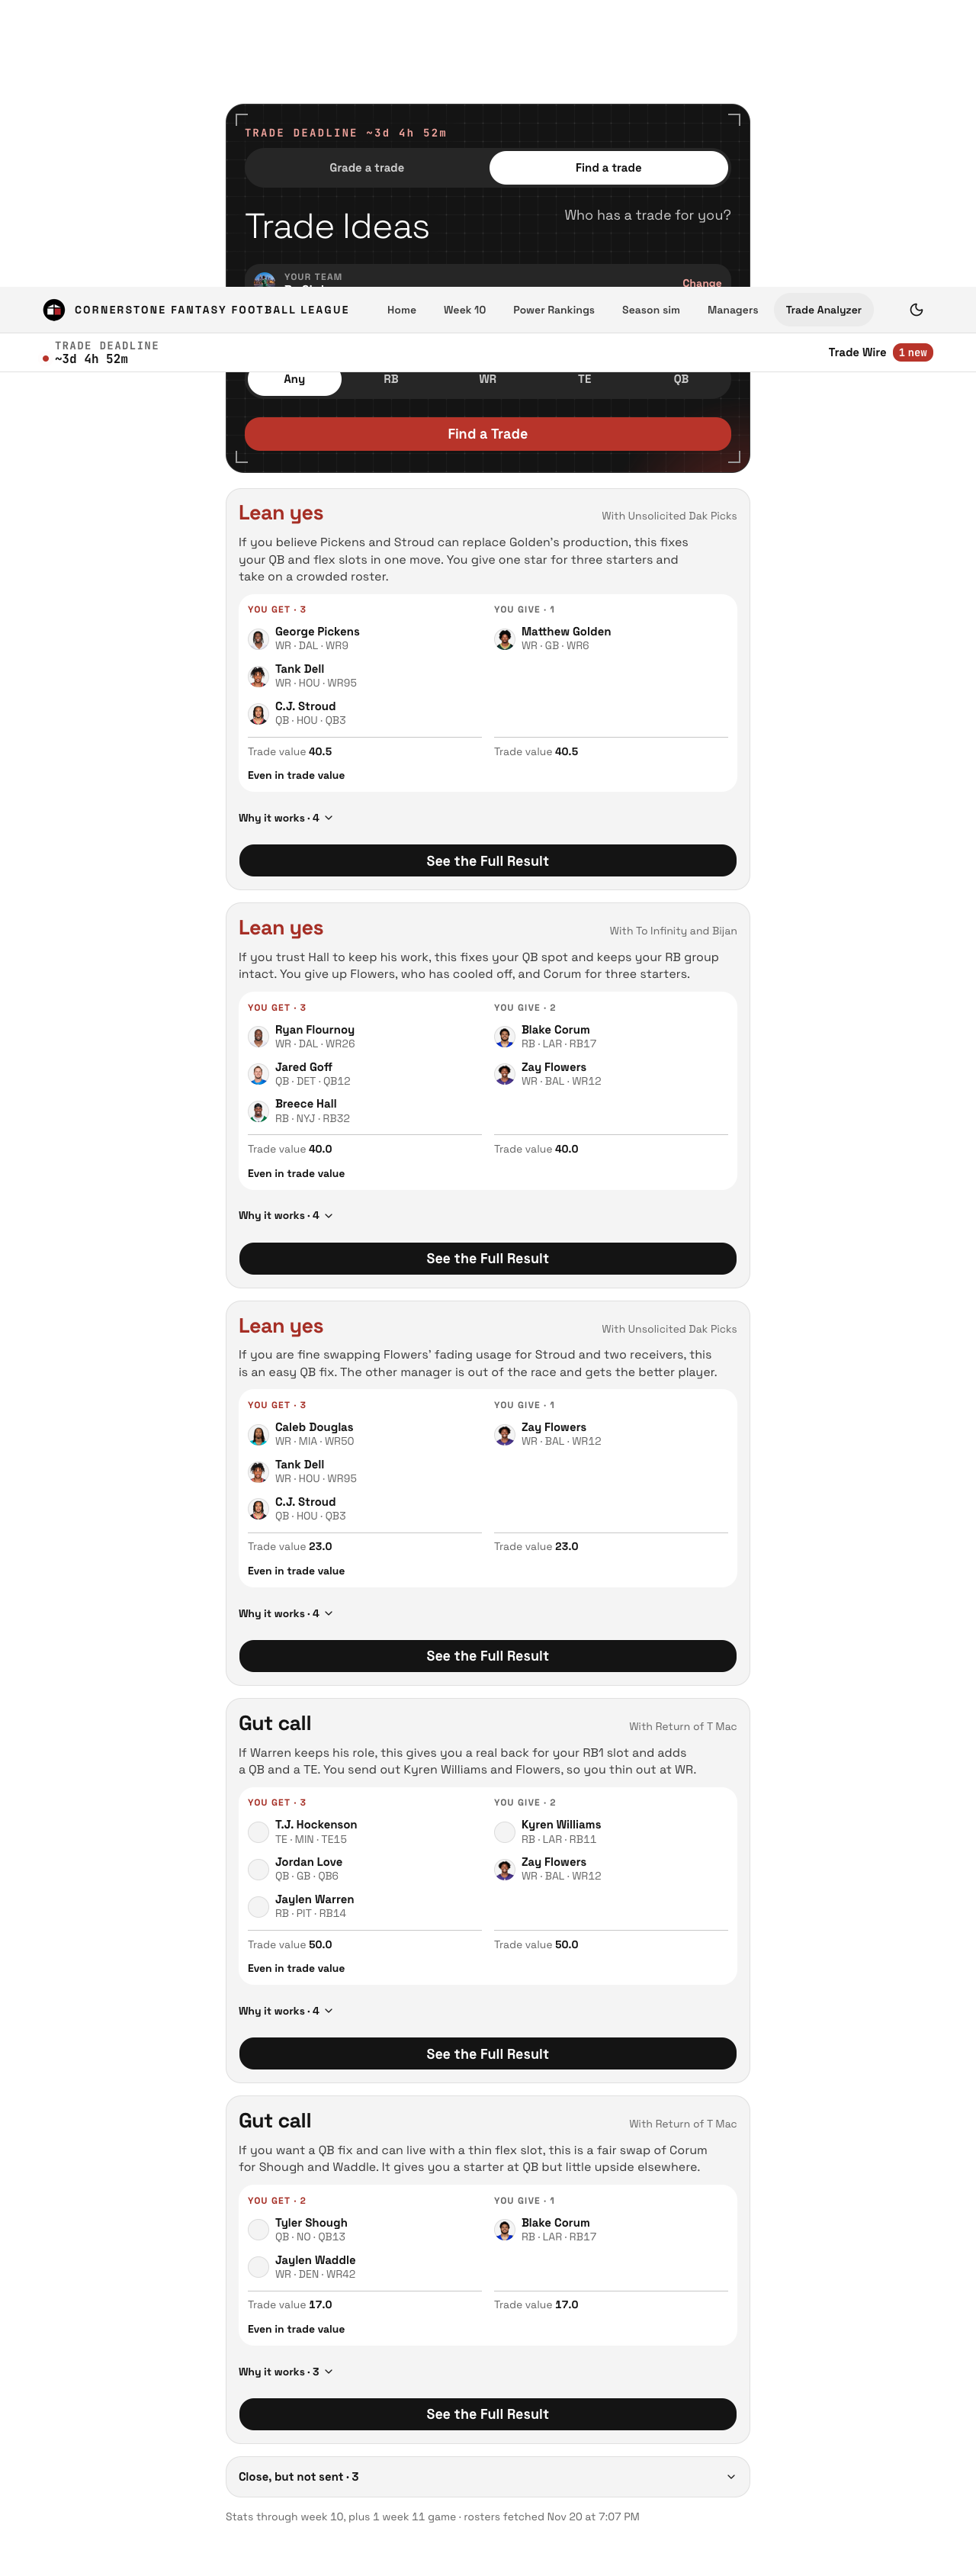 TRADE DEADLINE ~3d 4h 52m
Grade a trade
Find a trade
Trade Ideas
Who has a trade for you?
YOUR TEAM
Change
CORNERSTONE FANTASY FOOTBALL LEAGUE
Home
Week 10
Power Rankings
Season sim
Managers
Trade Analyzer
TRADE DEADLINE
~3d 4h 52m
Trade Wire
1 new
Any
RB
WR
TE
QB
Find a Trade
Lean yes
With Unsolicited Dak Picks
If you believe Pickens and Stroud can replace Golden's production, this fixes
your QB and flex slots in one move. You give one star for three starters and
take on a crowded roster.
YOU GET · 3
George Pickens
WR · DAL · WR9
Tank Dell
WR · HOU · WR95
C.J. Stroud
QB · HOU · QB3
Trade value 40.5
YOU GIVE · 1
Matthew Golden
WR · GB · WR6
Trade value 40.5
Even in trade value
Why it works · 4
See the Full Result
Lean yes
With To Infinity and Bijan
If you trust Hall to keep his work, this fixes your QB spot and keeps your RB group
intact. You give up Flowers, who has cooled off, and Corum for three starters.
YOU GET · 3
Ryan Flournoy
WR · DAL · WR26
Jared Goff
QB · DET · QB12
Breece Hall
RB · NYJ · RB32
Trade value 40.0
YOU GIVE · 2
Blake Corum
RB · LAR · RB17
Zay Flowers
WR · BAL · WR12
Trade value 40.0
Even in trade value
Why it works · 4
See the Full Result
Lean yes
With Unsolicited Dak Picks
If you are fine swapping Flowers' fading usage for Stroud and two receivers, this
is an easy QB fix. The other manager is out of the race and gets the better player.
YOU GET · 3
Caleb Douglas
WR · MIA · WR50
Tank Dell
WR · HOU · WR95
C.J. Stroud
QB · HOU · QB3
Trade value 23.0
YOU GIVE · 1
Zay Flowers
WR · BAL · WR12
Trade value 23.0
Even in trade value
Why it works · 4
See the Full Result
Gut call
With Return of T Mac
If Warren keeps his role, this gives you a real back for your RB1 slot and adds
a QB and a TE. You send out Kyren Williams and Flowers, so you thin out at WR.
YOU GET · 3
T.J. Hockenson
TE · MIN · TE15
Jordan Love
QB · GB · QB6
Jaylen Warren
RB · PIT · RB14
Trade value 50.0
YOU GIVE · 2
Kyren Williams
RB · LAR · RB11
Zay Flowers
WR · BAL · WR12
Trade value 50.0
Even in trade value
Why it works · 4
See the Full Result
Gut call
With Return of T Mac
If you want a QB fix and can live with a thin flex slot, this is a fair swap of Corum
for Shough and Waddle. It gives you a starter at QB but little upside elsewhere.
YOU GET · 2
Tyler Shough
QB · NO · QB13
Jaylen Waddle
WR · DEN · WR42
Trade value 17.0
YOU GIVE · 1
Blake Corum
RB · LAR · RB17
Trade value 17.0
Even in trade value
Why it works · 3
See the Full Result
Close, but not sent · 3
Stats through week 10, plus 1 week 11 game · rosters fetched Nov 20 at 7:07 PM